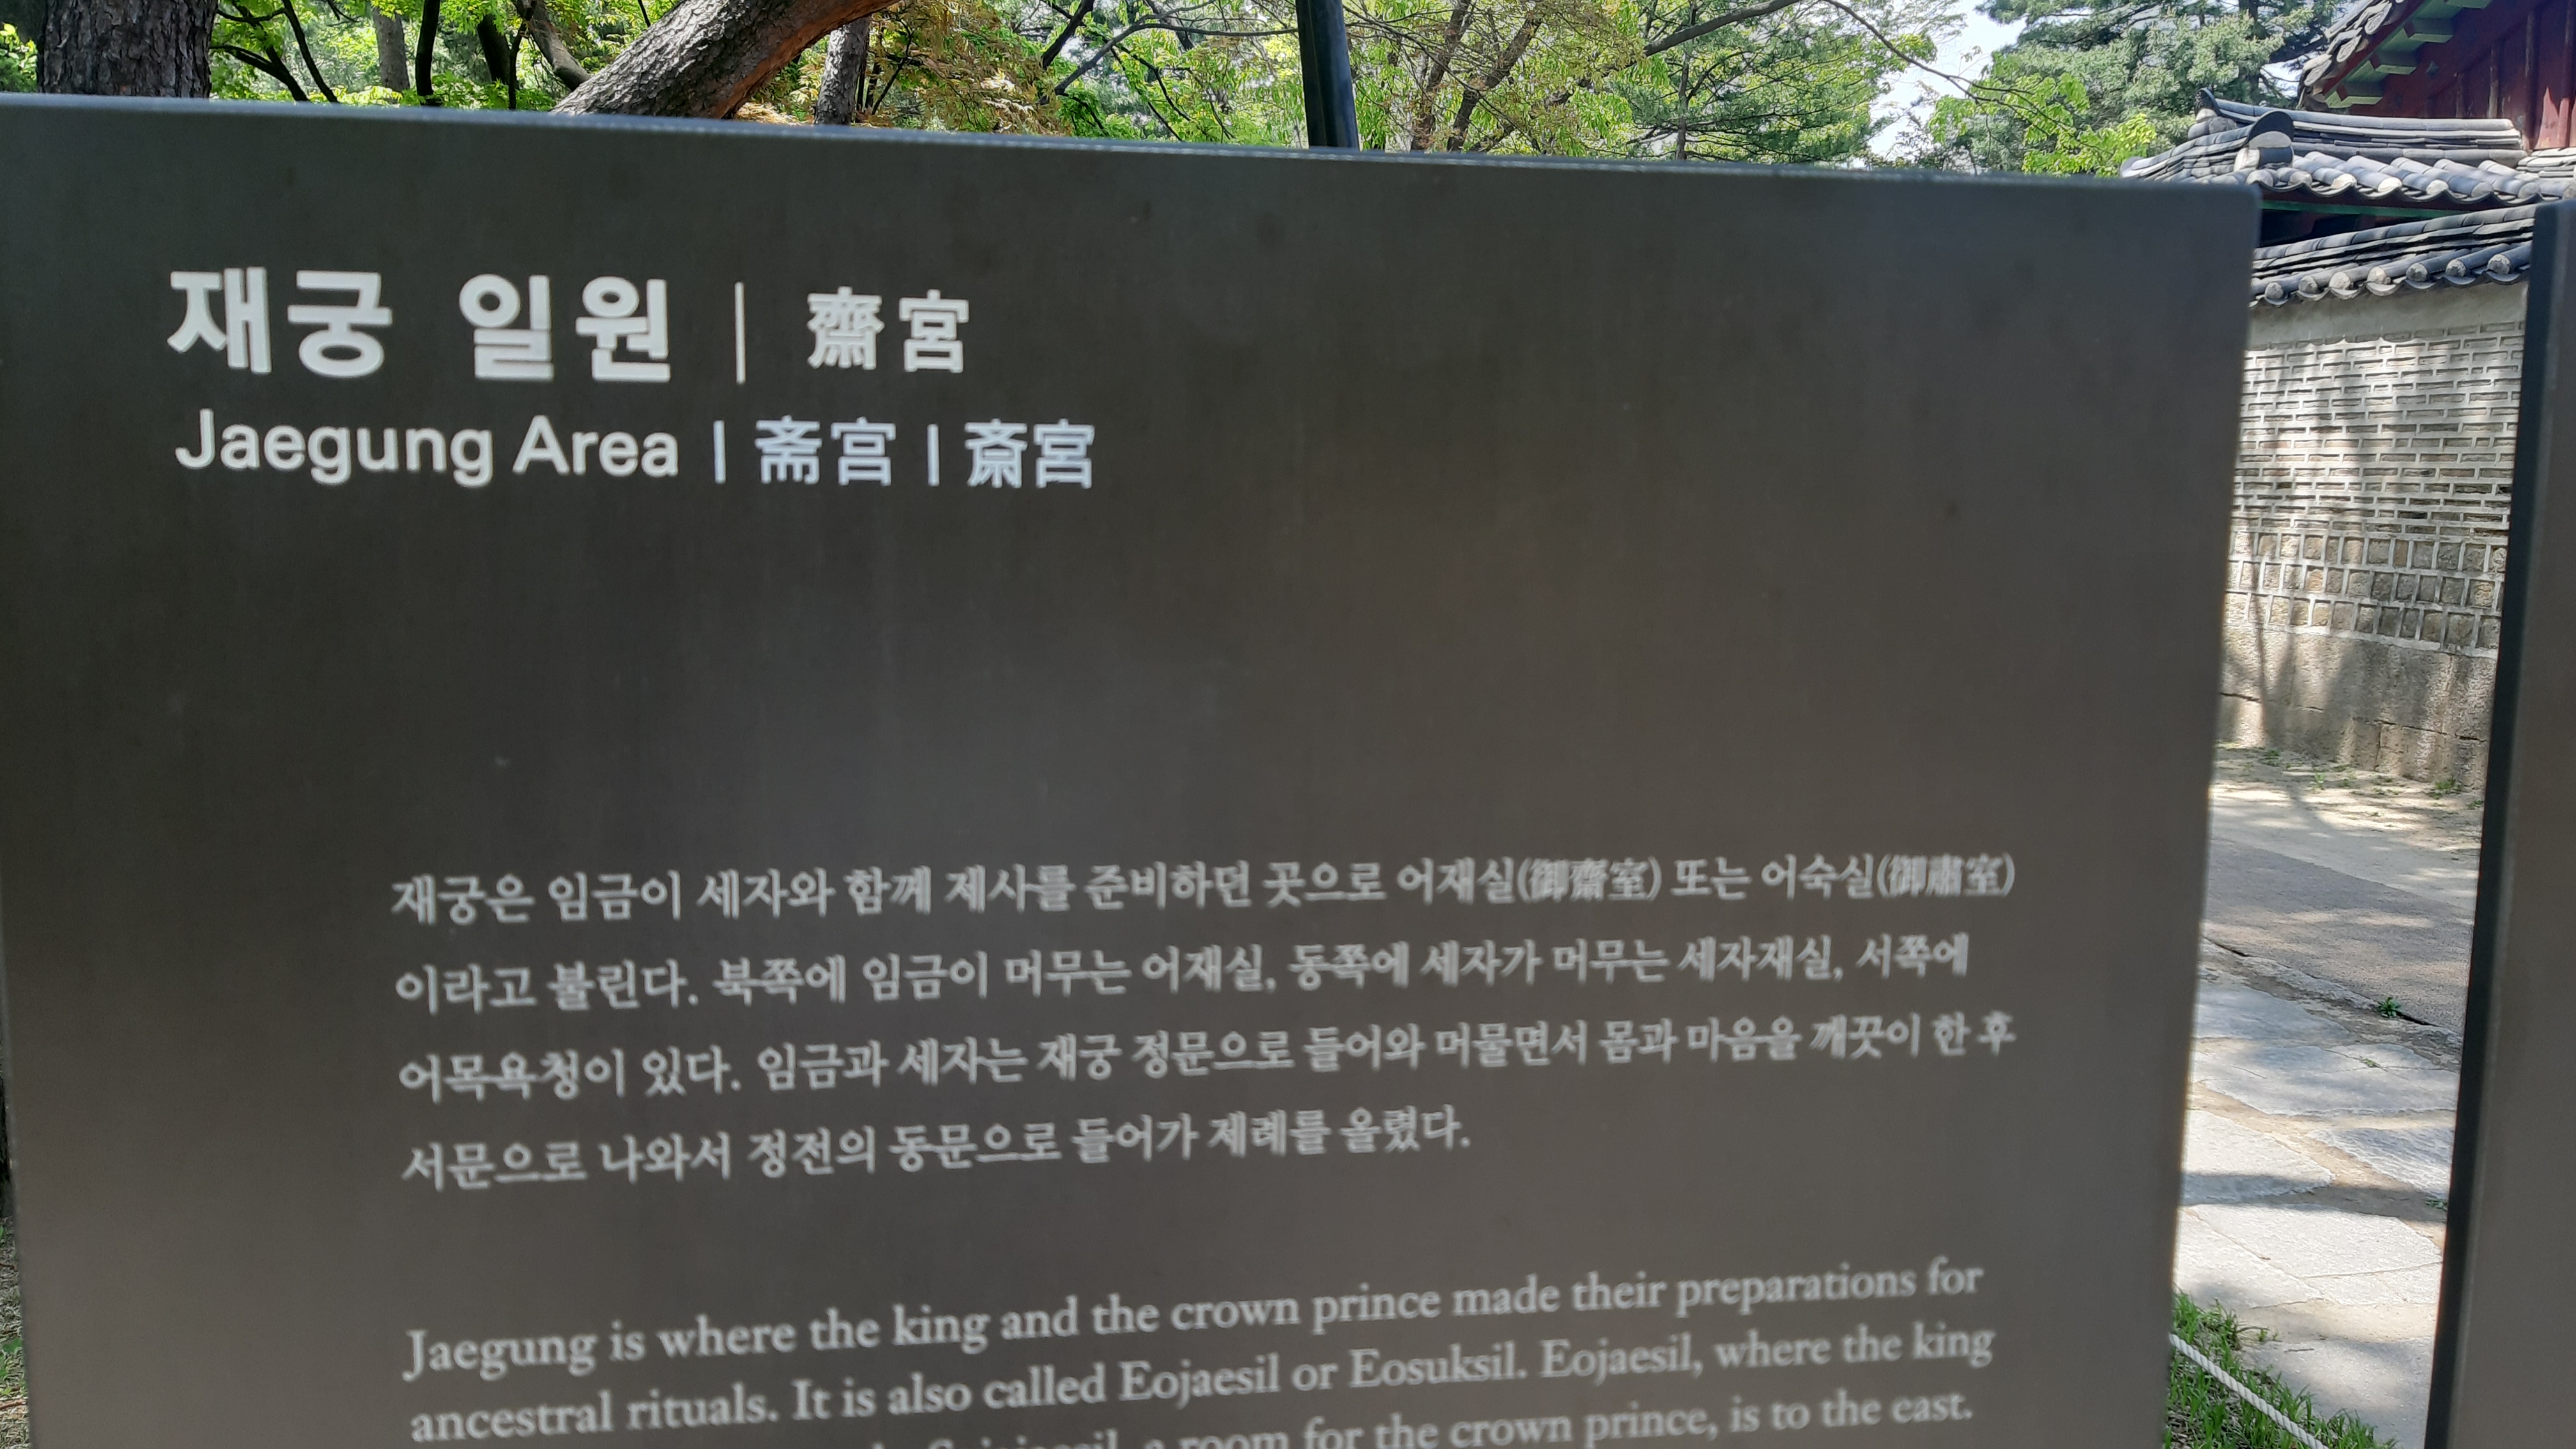 재궁 일원 | 齋宮
Jaegung Area | 斋宫 | 斎宮
재궁은 임금이 세자와 함께 제사를 준비하던 곳으로 어재실(御齋室) 또는 어숙실(御肅室)
이라고 불린다. 북쪽에 임금이 머무는 어재실, 동쪽에 세자가 머무는 세자재실, 서쪽에
어목욕청이 있다. 임금과 세자는 재궁 정문으로 들어와 머물면서 몸과 마음을 깨끗이 한 후
서문으로 나와서 정전의 동문으로 들어가 제례를 올렸다.
Jaegung is where the king and the crown prince made their preparations for
ancestral rituals. It is also called Eojaesil or Eosuksil. Eojaesil, where the king
a room for the crown prince, is to the east.